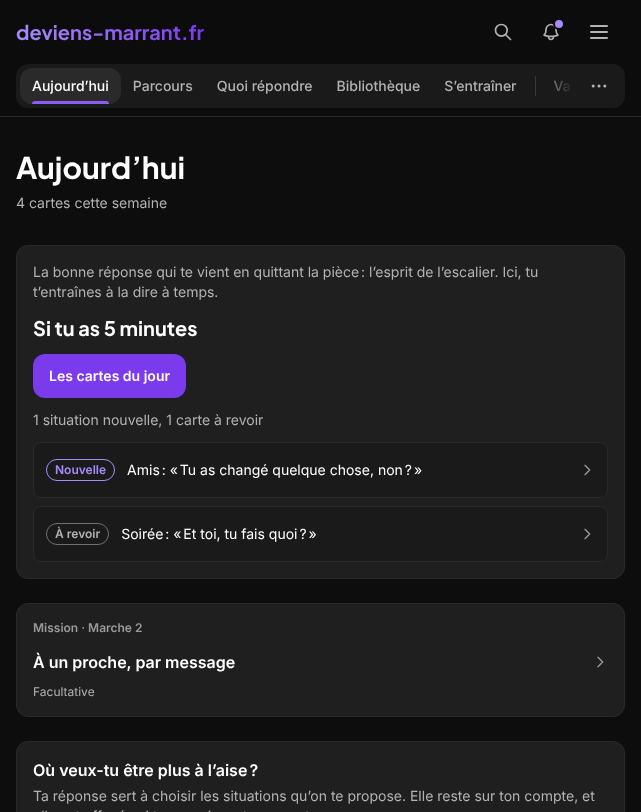 deviens-marrant.fr
Aujourd’hui
Parcours
Quoi répondre
Bibliothèque
S’entraîner
Aujourd’hui
4 cartes cette semaine
La bonne réponse qui te vient en quittant la pièce : l’esprit de l’escalier. Ici, tu
t’entraînes à la dire à temps.
Si tu as 5 minutes
Les cartes du jour
1 situation nouvelle, 1 carte à revoir
Nouvelle
Amis : « Tu as changé quelque chose, non ? »
À revoir
Soirée : « Et toi, tu fais quoi ? »
Mission · Marche 2
À un proche, par message
Facultative
Où veux-tu être plus à l’aise ?
Ta réponse sert à choisir les situations qu’on te propose. Elle reste sur ton compte, et